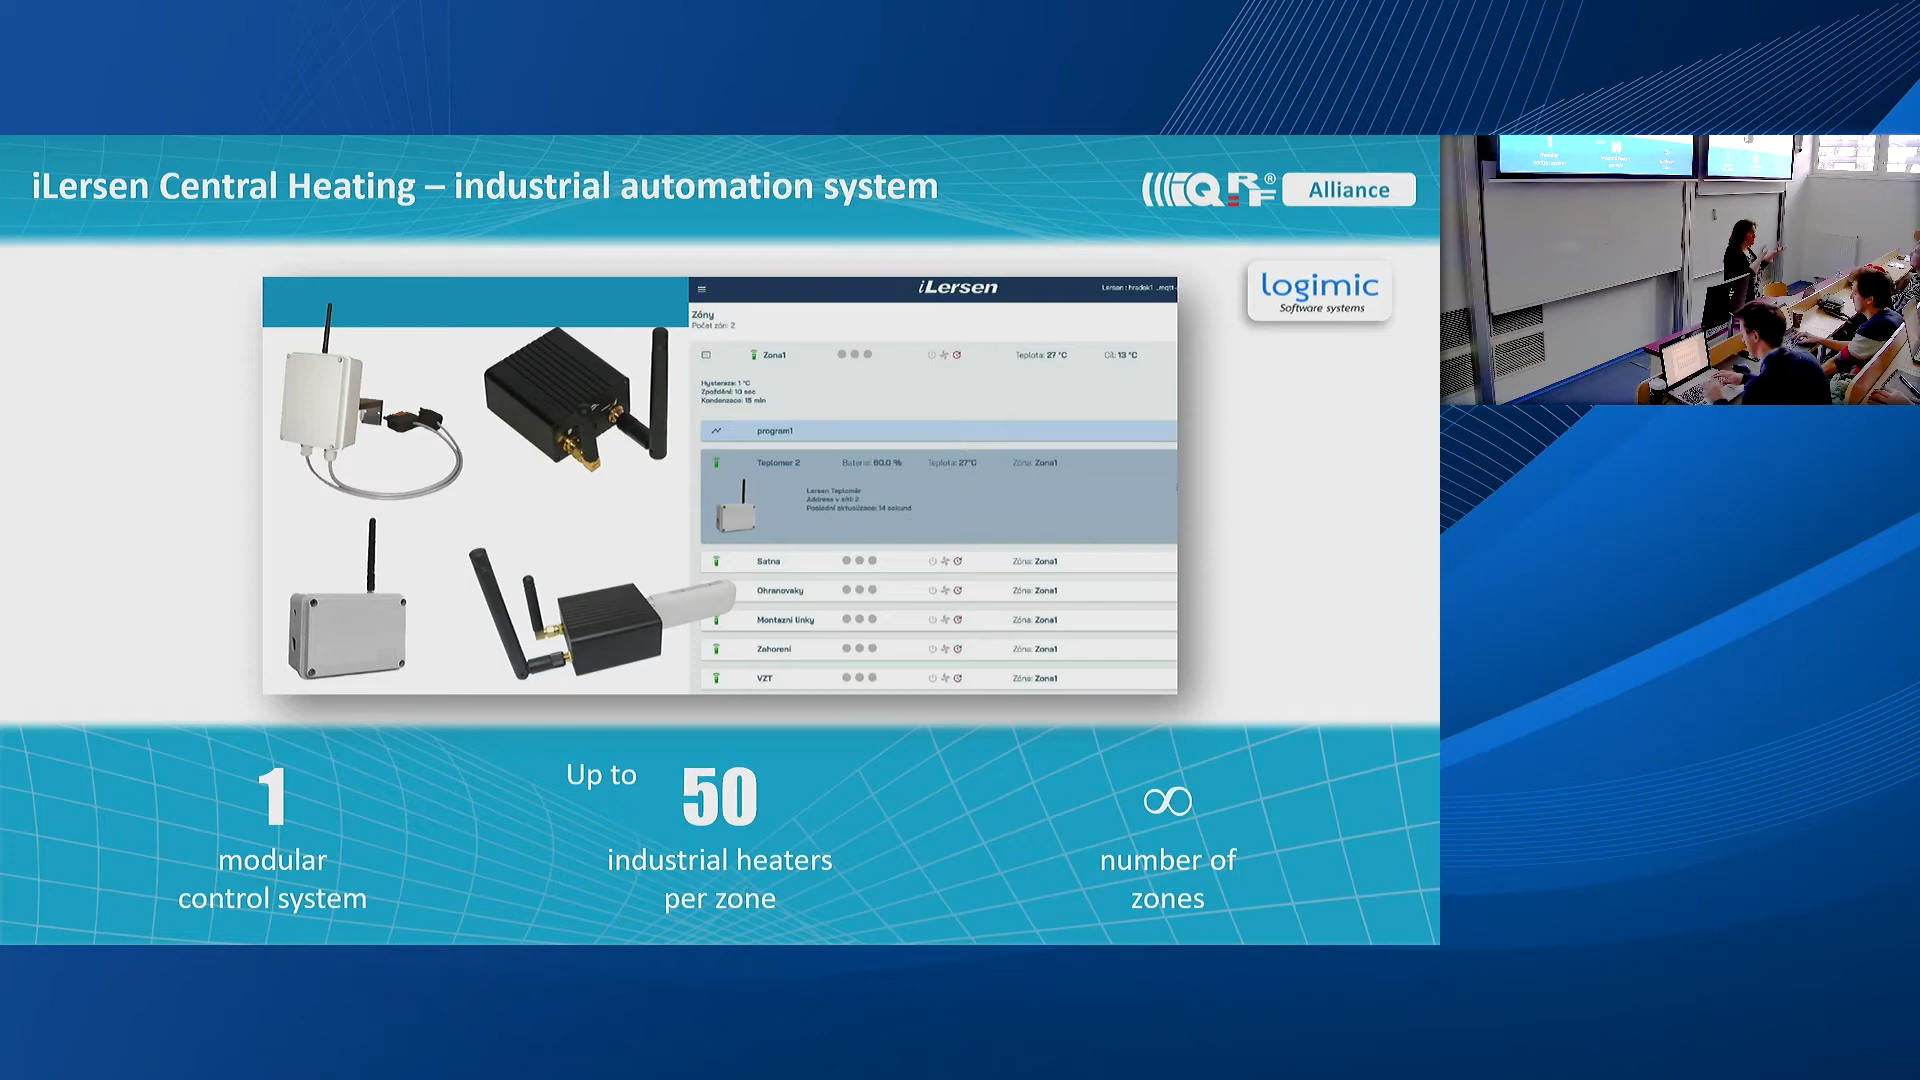 iLersen Central Heating – industrial automation system
IQRF® Alliance
logimic
Software systems
iLersen
Lersen : hradek1
Zóny
Počet zón: 2
Zona1
Teplota: 27 °C
Cíl: 13 °C
Hystereze: 1 °C
Zpoždění: 10 sec
Kondenzace: 15 min
program1
Teplomer 2
Baterie: 60.0 %
Teplota: 27°C
Zóna: Zona1
Lersen Teploměr
Address v síti: 2
Poslední aktualizace: 14 sekund
Satna
Zóna: Zona1
Ohranovaky
Zóna: Zona1
Montazni linky
Zóna: Zona1
Zahorení
Zóna: Zona1
VZT
Zóna: Zona1
1
modular
control system
Up to 50
industrial heaters
per zone
∞
number of
zones